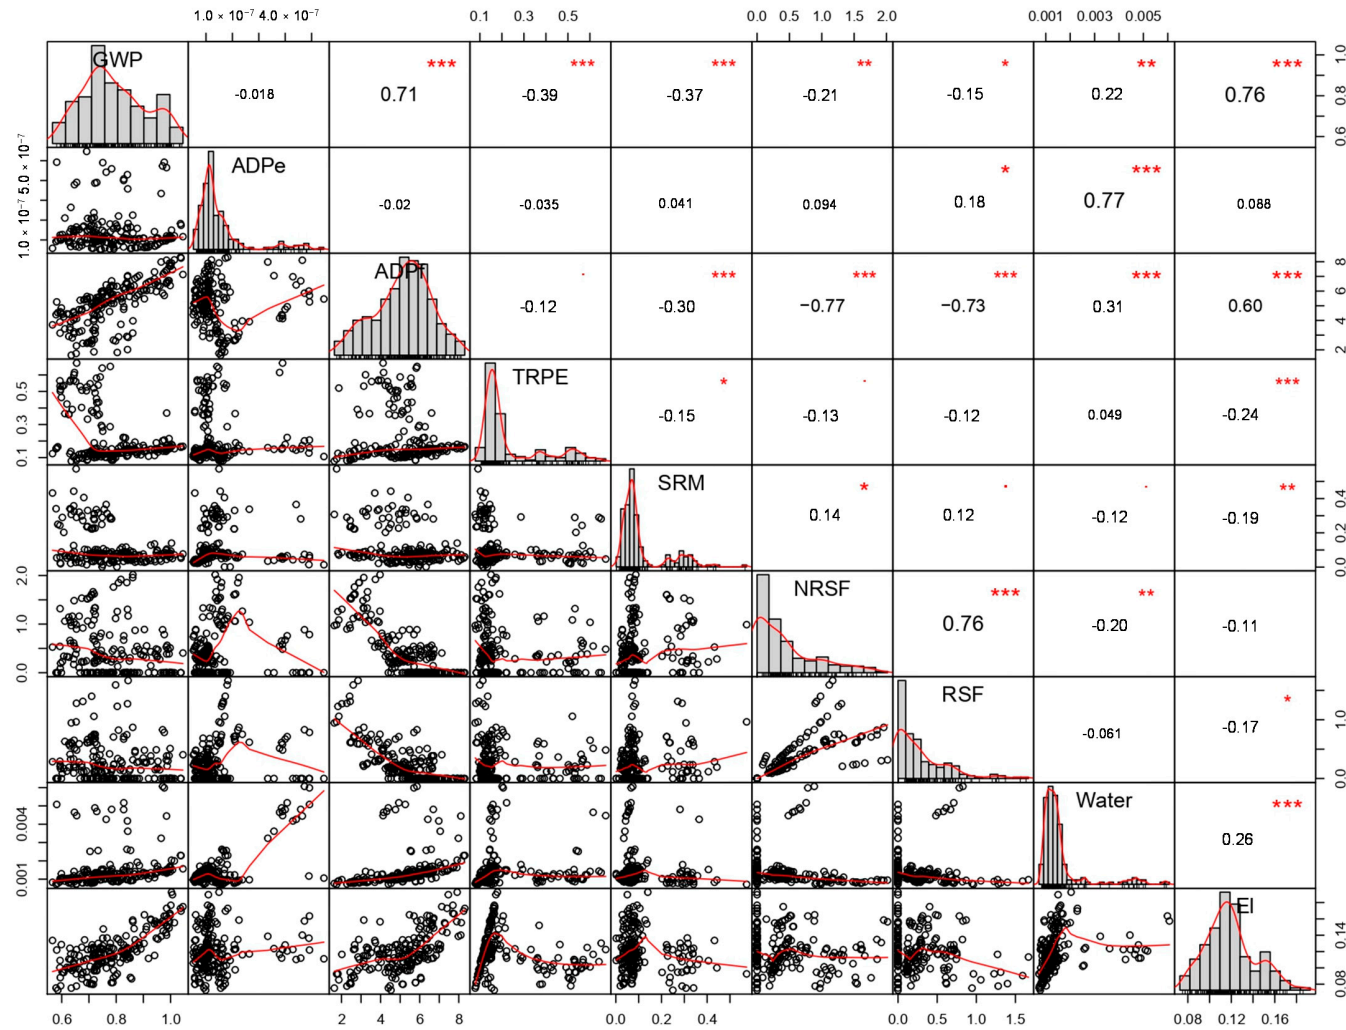 1.0 × 10⁻⁷ 4.0 × 10⁻⁷ 0.1 0.3 0.5 0.0 0.5 1.0 1.5 2.0 0.001 0.003 0.005
GWP -0.018 *** 0.71 *** -0.39 *** -0.37 ** -0.21 * -0.15 ** 0.22 *** 0.76
0.6 0.8 1.0
1.0 × 10⁻⁷ 5.0 × 10⁻⁷
ADPe -0.02 -0.035 0.041 0.094 * 0.18 *** 0.77 0.088
ADPf . -0.12 *** -0.30 *** −0.77 *** −0.73 *** 0.31 *** 0.60
2 4 6 8
0.1 0.3 0.5
TRPE * -0.15 . -0.13 -0.12 0.049 *** -0.24
SRM * 0.14 . 0.12 . -0.12 ** -0.19
0.0 0.2 0.4
0.0 1.0 2.0
NRSF *** 0.76 ** -0.20 -0.11
RSF -0.061 * -0.17
0.0 1.0
0.001 0.004
Water *** 0.26
EI
0.08 0.14
0.6 0.8 1.0 2 4 6 8 0.1 0.3 0.5 0.0 0.2 0.4 0.0 0.5 1.0 1.5 0.08 0.12 0.16